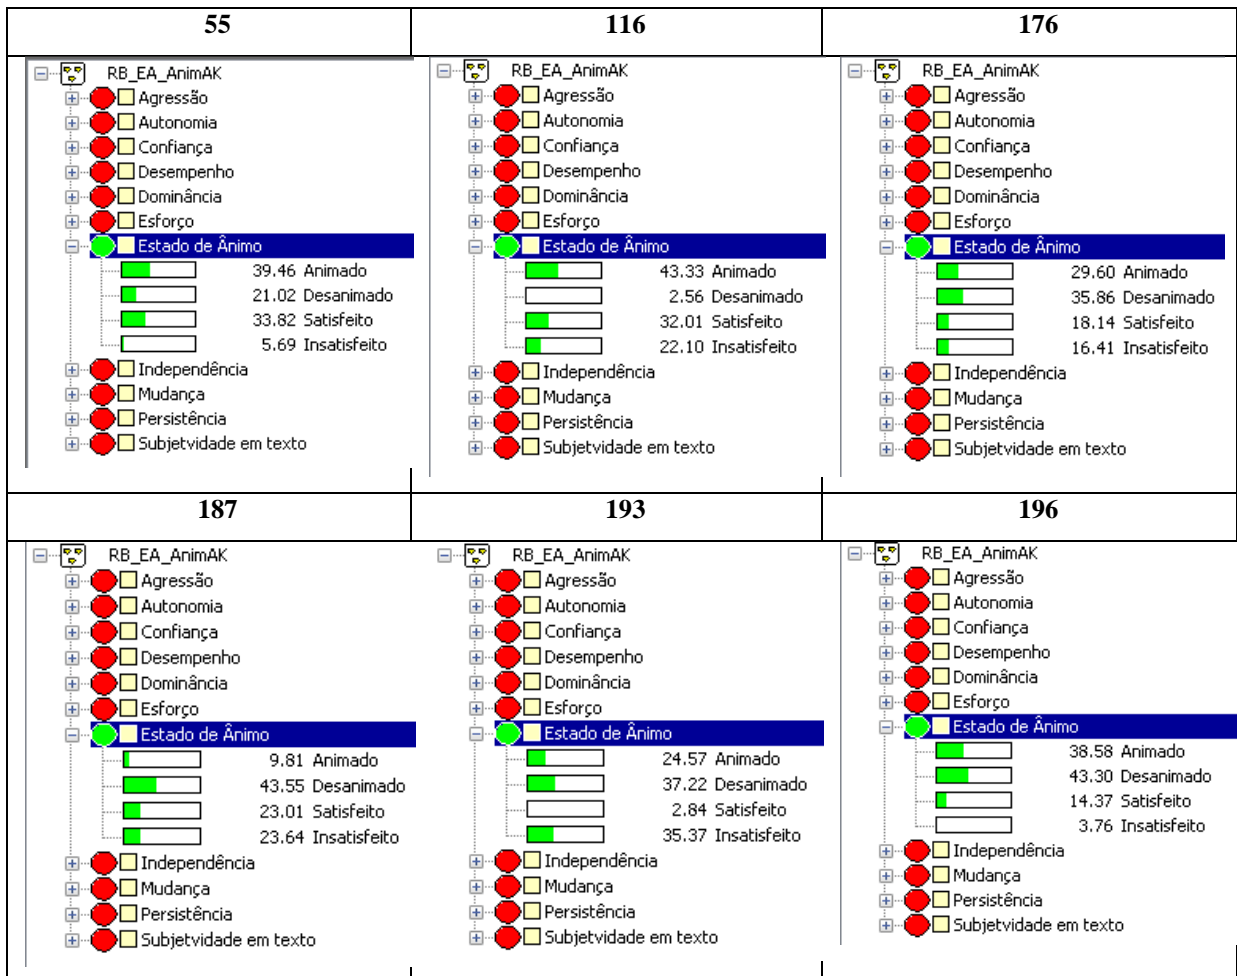 55
RB_EA_AnimAK
Agressão
Autonomia
Confiança
Desempenho
Dominância
Esforço
Estado de Ânimo
39.46 Animado
21.02 Desanimado
33.82 Satisfeito
5.69 Insatisfeito
Independência
Mudança
Persistência
Subjetvidade em texto
116
RB_EA_AnimAK
Agressão
Autonomia
Confiança
Desempenho
Dominância
Esforço
Estado de Ânimo
43.33 Animado
2.56 Desanimado
32.01 Satisfeito
22.10 Insatisfeito
Independência
Mudança
Persistência
Subjetvidade em texto
176
RB_EA_AnimAK
Agressão
Autonomia
Confiança
Desempenho
Dominância
Esforço
Estado de Ânimo
29.60 Animado
35.86 Desanimado
18.14 Satisfeito
16.41 Insatisfeito
Independência
Mudança
Persistência
Subjetvidade em texto
187
RB_EA_AnimAK
Agressão
Autonomia
Confiança
Desempenho
Dominância
Esforço
Estado de Ânimo
9.81 Animado
43.55 Desanimado
23.01 Satisfeito
23.64 Insatisfeito
Independência
Mudança
Persistência
Subjetvidade em texto
193
RB_EA_AnimAK
Agressão
Autonomia
Confiança
Desempenho
Dominância
Esforço
Estado de Ânimo
24.57 Animado
37.22 Desanimado
2.84 Satisfeito
35.37 Insatisfeito
Independência
Mudança
Persistência
Subjetvidade em texto
196
RB_EA_AnimAK
Agressão
Autonomia
Confiança
Desempenho
Dominância
Esforço
Estado de Ânimo
38.58 Animado
43.30 Desanimado
14.37 Satisfeito
3.76 Insatisfeito
Independência
Mudança
Persistência
Subjetvidade em texto